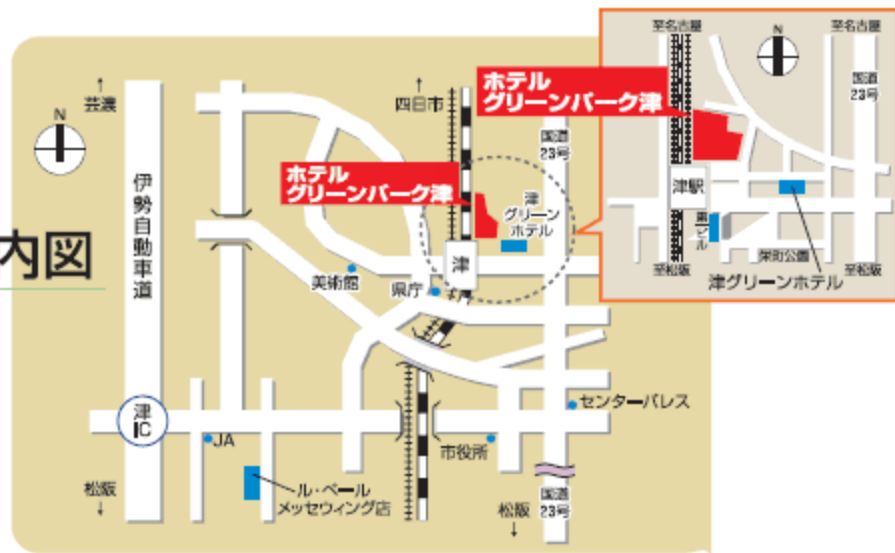 内図
N
↑
芸濃
伊勢自動車道
津
IC
松阪
↓
JA
ル・ベール
メッセウィング店
美術館
県庁
市役所
センターパレス
↑
四日市
ホテル
グリーンパーク津
津
グリーン
ホテル
国道
23号
津
松阪
↓
国道
23号
至名古屋
至名古屋
N
国道
23号
ホテル
グリーンパーク津
津駅
ビル
栄町公園
至松阪
至松阪
津グリーンホテル